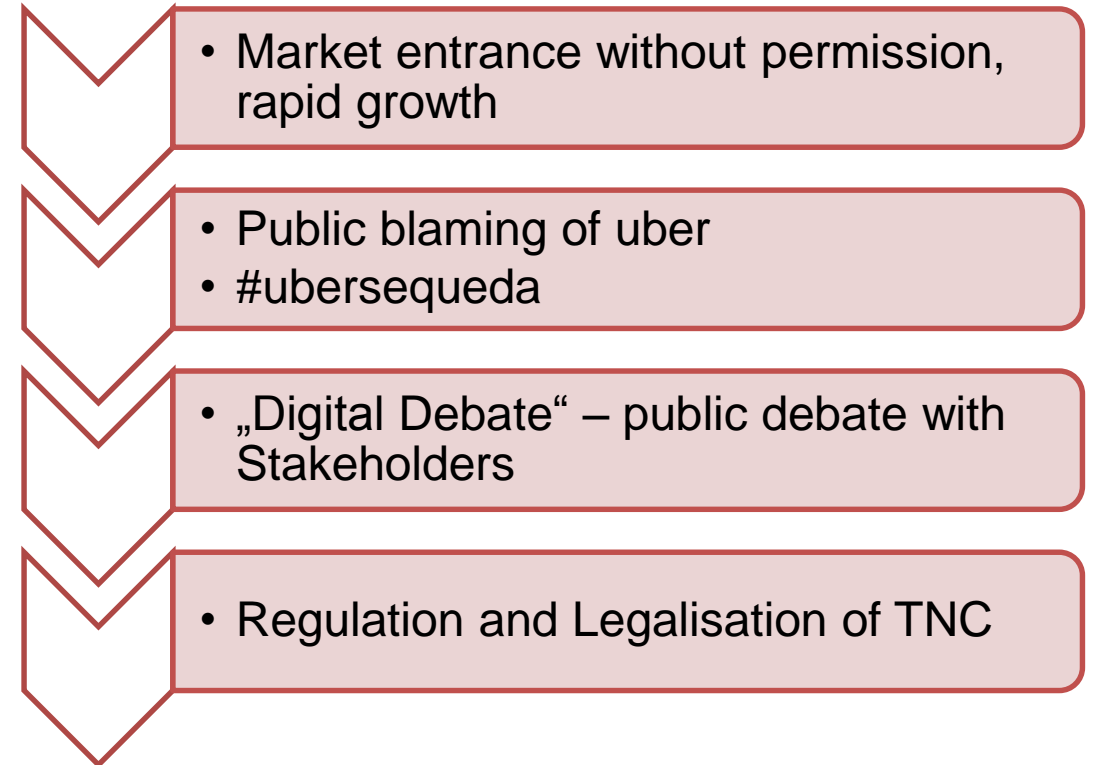 • Market entrance without permission,
rapid growth
• Public blaming of uber
• #ubersequeda
• „Digital Debate“ – public debate with
Stakeholders
• Regulation and Legalisation of TNC